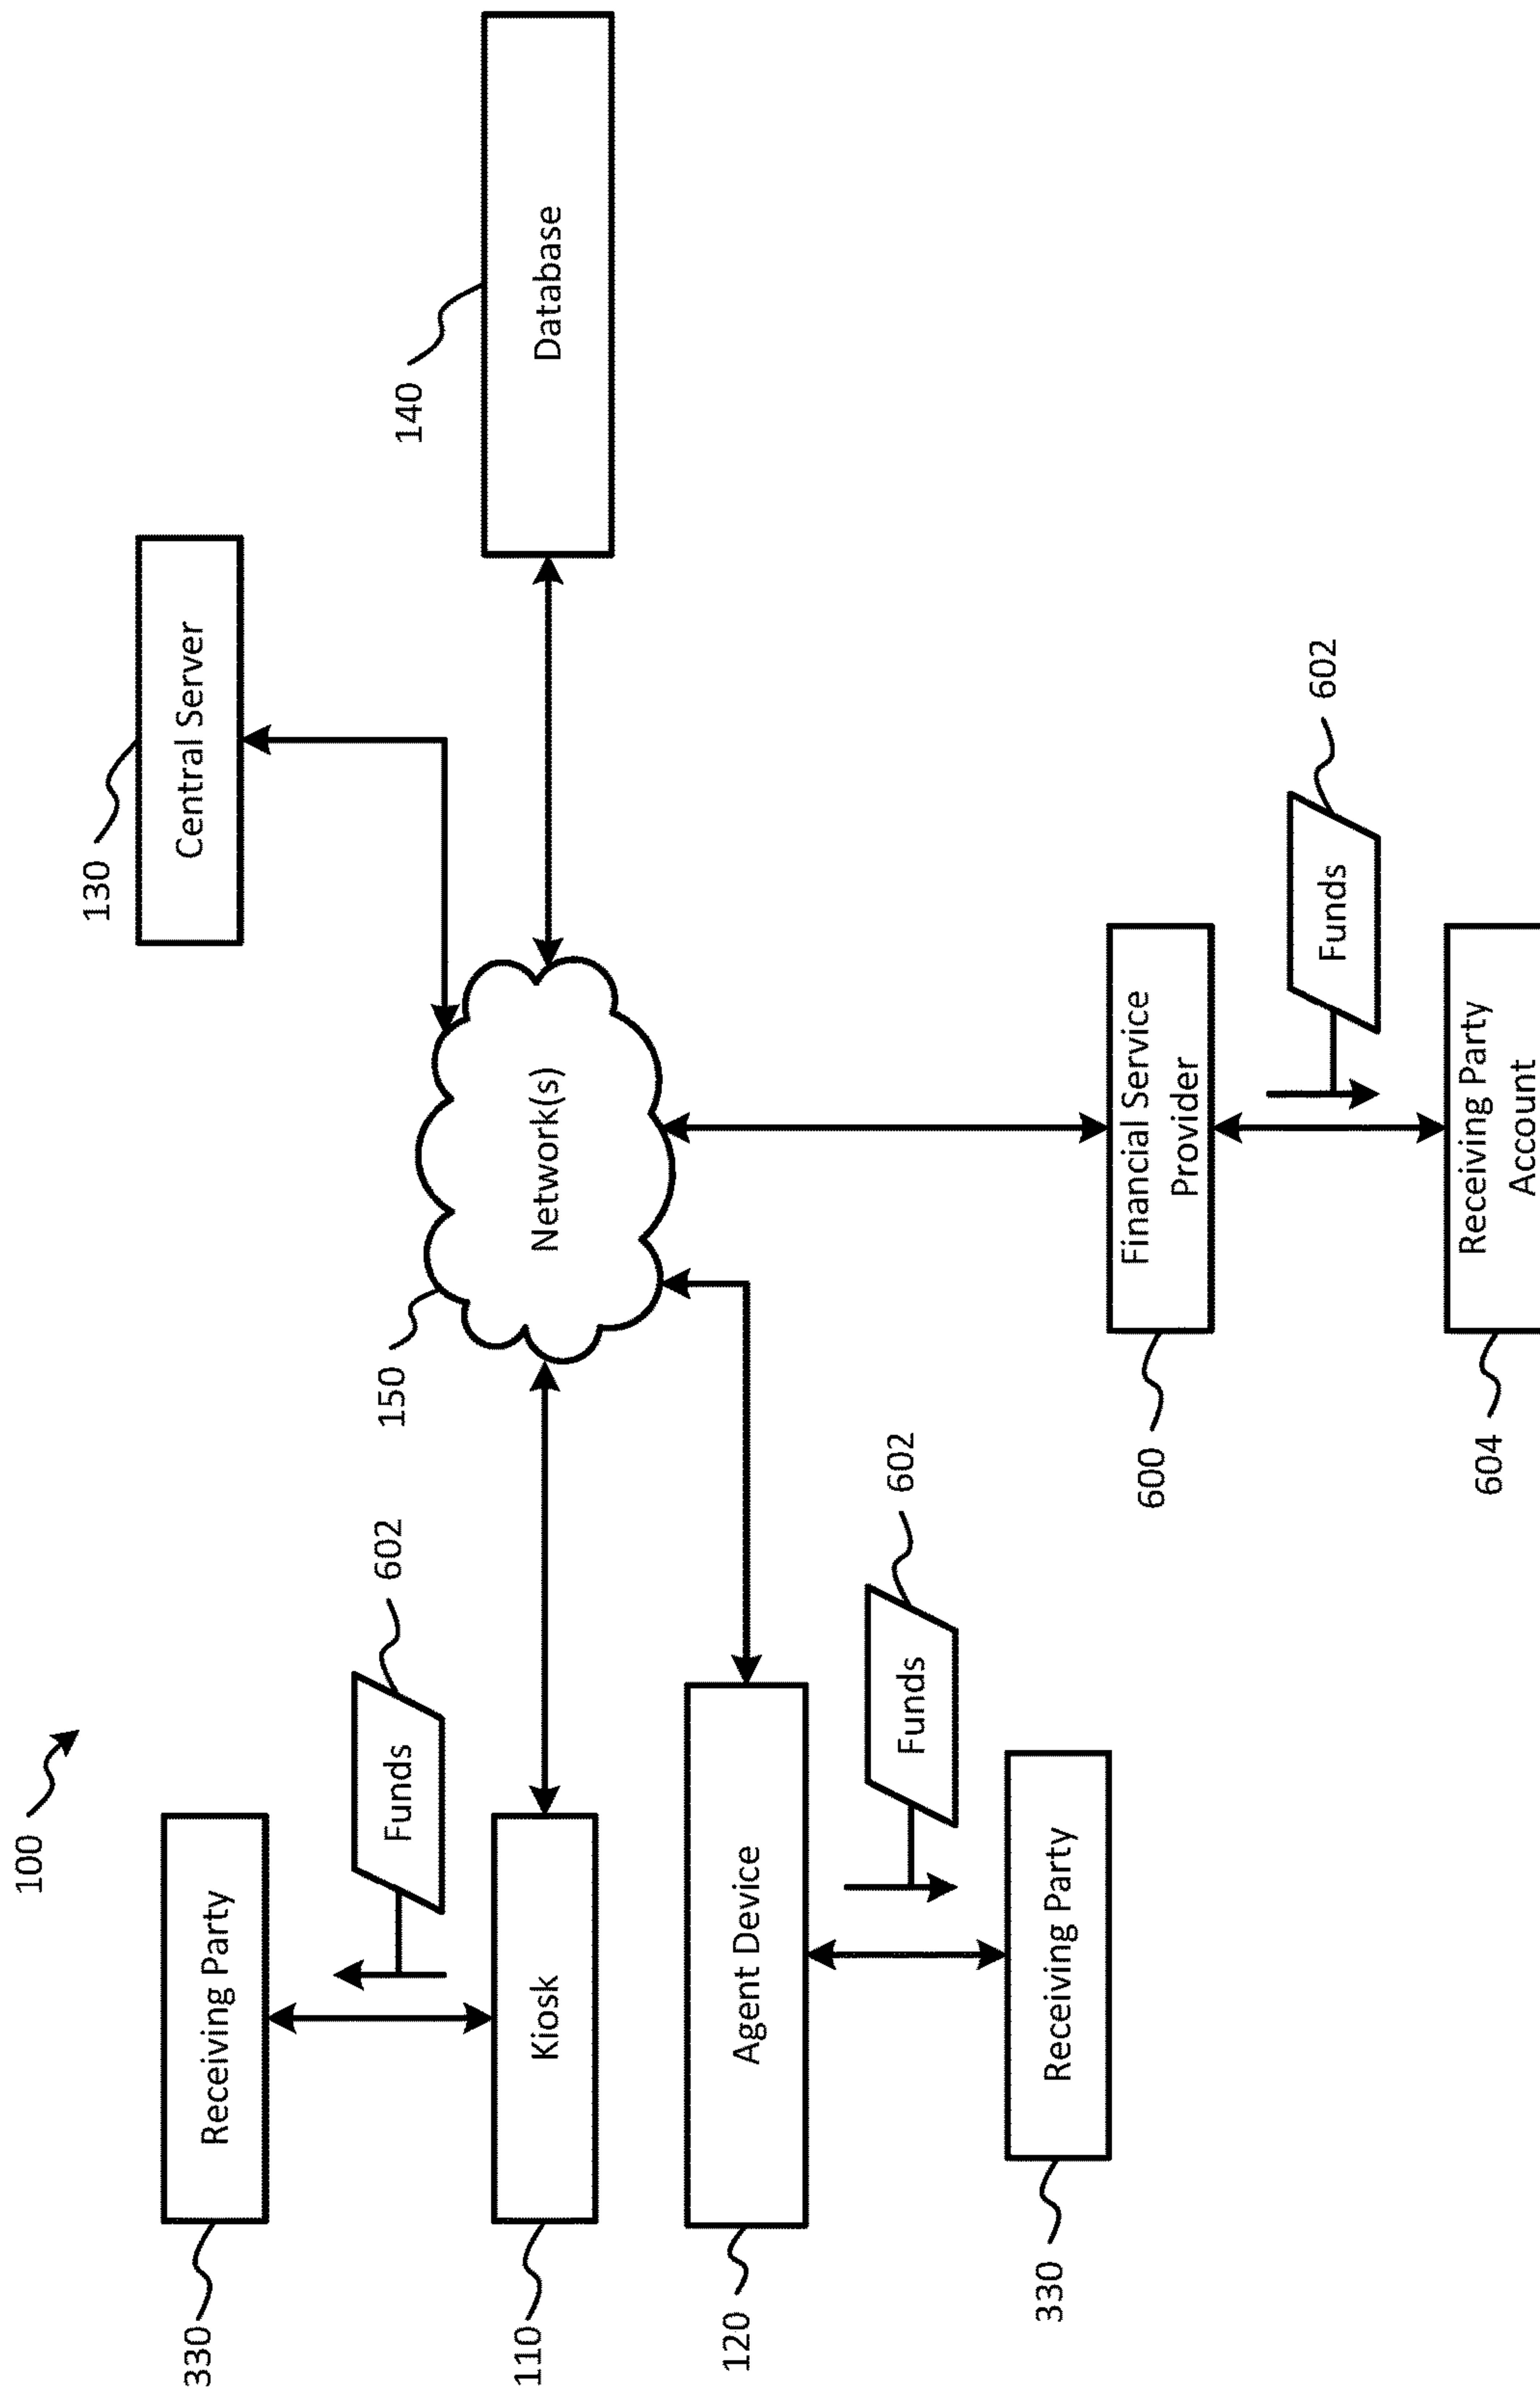 100
330
Receiving Party
Funds
602
110
Kiosk
120
Agent Device
Funds
602
330
Receiving Party
150
Network(s)
130
Central Server
140
Database
600
Financial Service
Provider
Funds
602
604
Receiving Party
Account